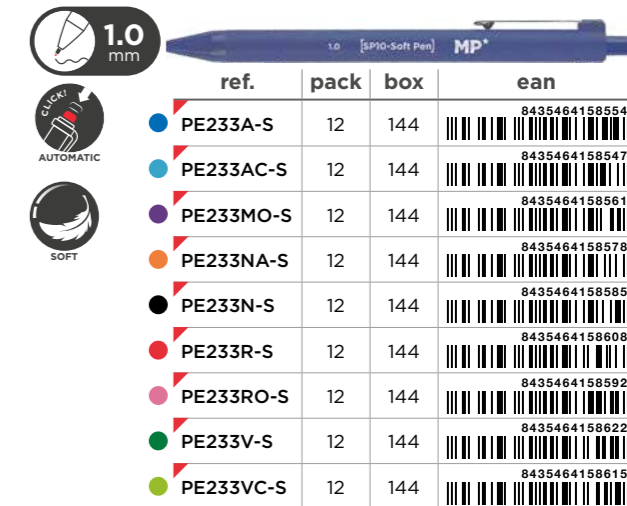 1.0
mm
1.0 [SP10-Soft Pen] MP*
CLICK!
AUTOMATIC
SOFT
ref. pack box ean
PE233A-S 12 144 8435464158554
PE233AC-S 12 144 8435464158547
PE233MO-S 12 144 8435464158561
PE233NA-S 12 144 8435464158578
PE233N-S 12 144 8435464158585
PE233R-S 12 144 8435464158608
PE233RO-S 12 144 8435464158592
PE233V-S 12 144 8435464158622
PE233VC-S 12 144 8435464158615